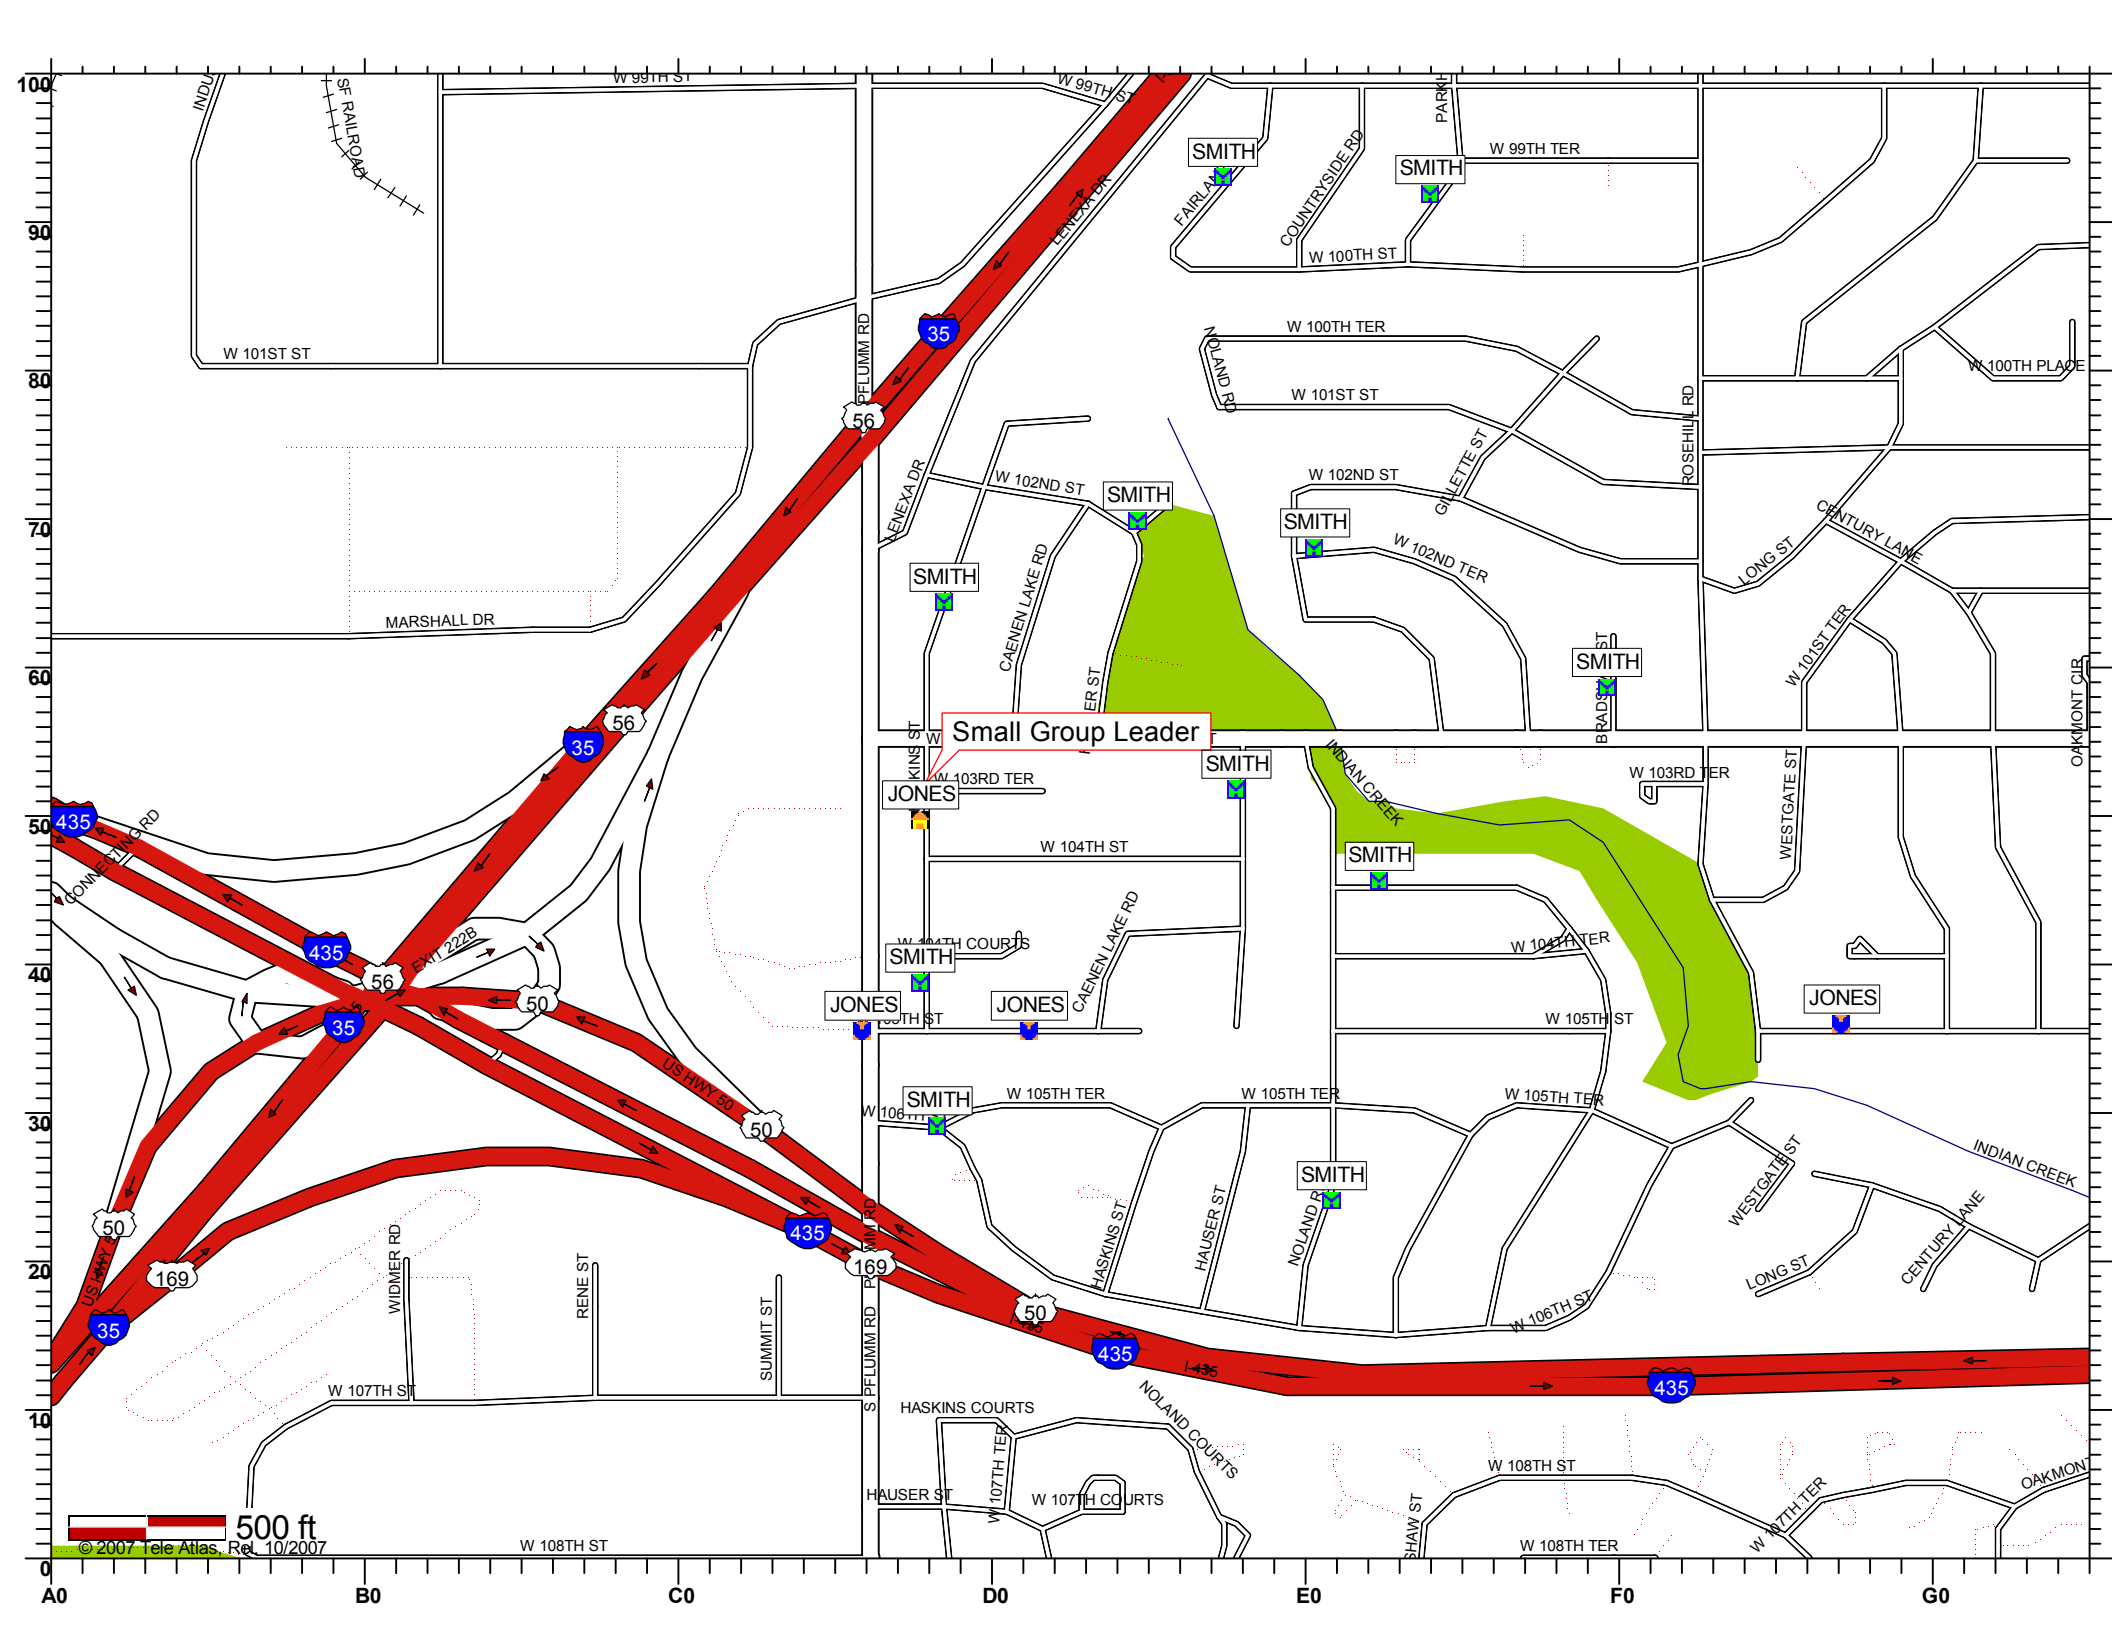 100
90
80
70
60
50
40
30
20
10
0
A0
B0
C0
D0
E0
F0
G0
W 99TH ST
W 99TH ST
SF RAILROAD
LENEXA DR
SMITH
SMITH
COUNTRYSIDE RD
W 99TH TER
W 100TH ST
W 101ST ST
PFLUMM RD
35
56
W 100TH TER
NOLAND RD
W 101ST ST
W 100TH PLACE
ROSEHILL RD
GILLETTE ST
W 102ND ST
W 102ND ST
LENEXA DR
SMITH
SMITH
CENTURY LANE
LONG ST
W 102ND TER
CAENEN LAKE RD
SMITH
MARSHALL DR
W 101ST TER
SMITH
OAKMONT CIR
56
35
Small Group Leader
W 103RD TER
JONES
SMITH
INDIAN CREEK
W 103RD TER
WESTGATE ST
435
CONNECTING RD
W 104TH ST
SMITH
435
56
EXIT 222B
50
35
W 104TH COURTS
SMITH
CAENEN LAKE RD
W 104TH TER
JONES
JONES
W 105TH ST
JONES
US HWY 50
50
SMITH
W 105TH TER
W 105TH TER
W 105TH TER
INDIAN CREEK
WESTGATE ST
SMITH
HASKINS ST
HAUSER ST
CENTURY LANE
LONG ST
W 106TH ST
50
169
35
435
169
50
I-435
435
I-435
435
WIDMER RD
RENE ST
SUMMIT ST
S PFLUMM RD
W 107TH ST
HASKINS COURTS
NOLAND COURTS
W 107TH TER
HAUSER ST
W 107TH COURTS
W 108TH ST
W 107TH TER
W 108TH TER
500 ft
© 2007 Tele Atlas, Rel. 10/2007
W 108TH ST